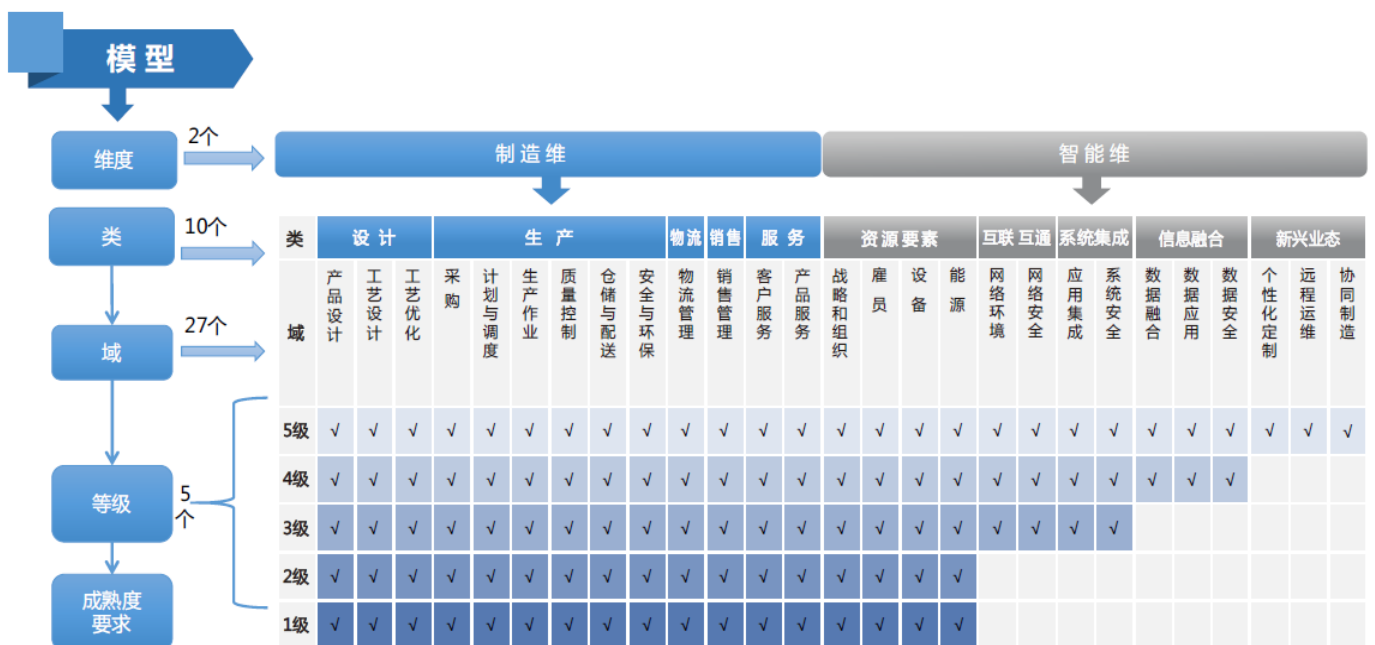 模型
维度
2个
制造维
智能维
类
10个
类 设计 生产 物流 销售 服务 资源要素 互联互通 系统集成 信息融合 新兴业态
域
27个
域 产品设计 工艺设计 工艺优化 采购 计划与调度 生产作业 质量控制 仓储与配送 安全与环保 物流管理 销售管理 客户服务 产品服务 战略和组织 雇员 设备 能源 网络环境 网络安全 应用集成 系统安全 数据融合 数据应用 数据安全 个性化定制 远程运维 协同制造
等级
5个
5级 √ √ √ √ √ √ √ √ √ √ √ √ √ √ √ √ √ √ √ √ √ √ √ √ √ √ √
4级 √ √ √ √ √ √ √ √ √ √ √ √ √ √ √ √ √ √ √ √ √ √ √ √
3级 √ √ √ √ √ √ √ √ √ √ √ √ √ √ √ √ √ √ √ √ √
2级 √ √ √ √ √ √ √ √ √ √ √ √ √ √ √ √ √
1级 √ √ √ √ √ √ √ √ √ √ √ √ √ √ √ √ √
成熟度
要求